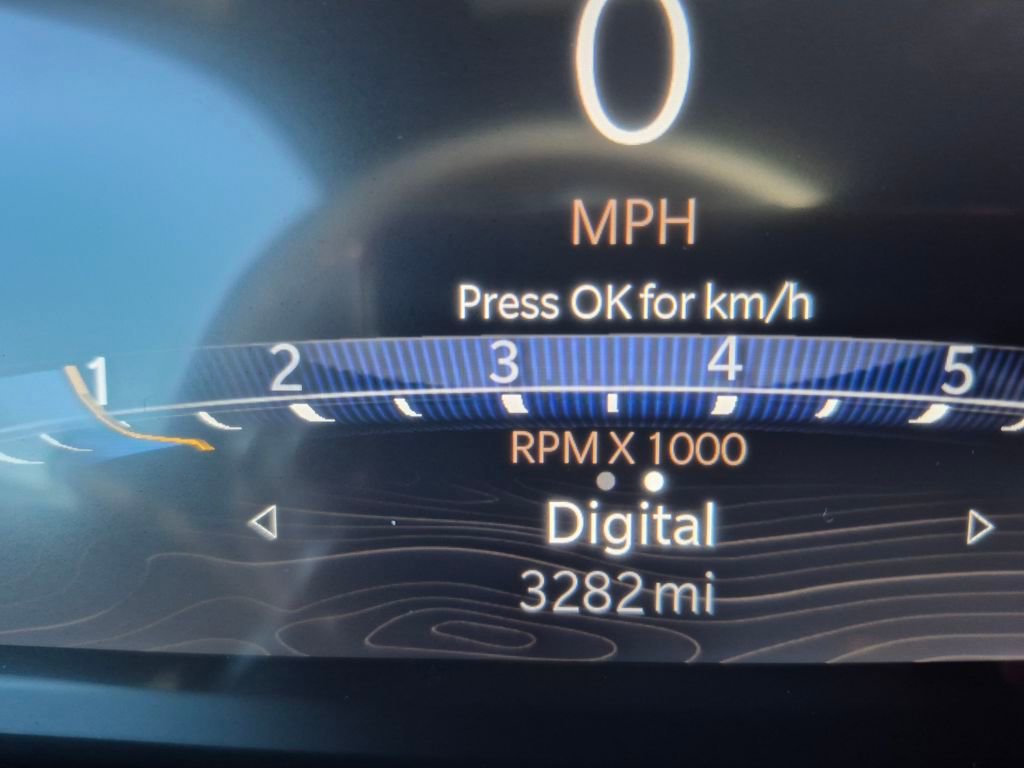 0
MPH
Press OK for km/h
1 2 3 4 5
RPM X 1000
Digital
3282 mi